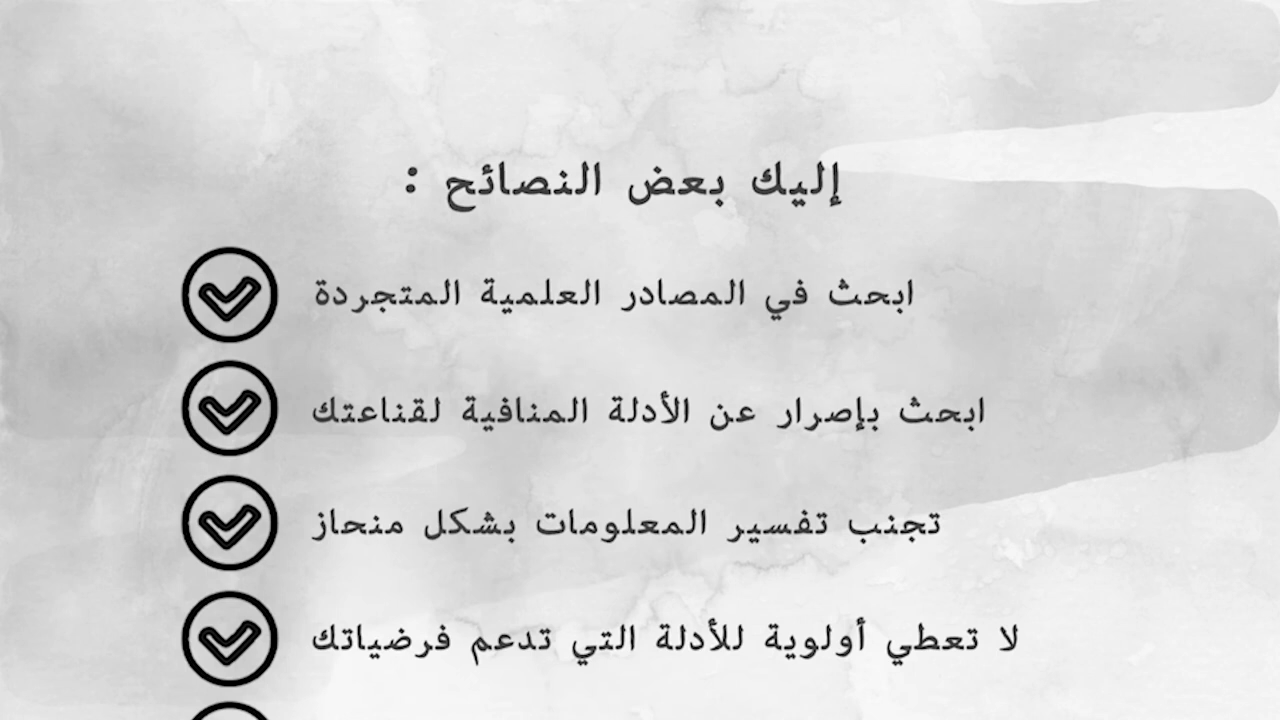 إليك بعض النصائح :
ابحث في المصادر العلمية المتجردة
ابحث بإصرار عن الأدلة المنافية لقناعتك
تجنب تفسير المعلومات بشكل منحاز
لا تعطي أولوية للأدلة التي تدعم فرضياتك